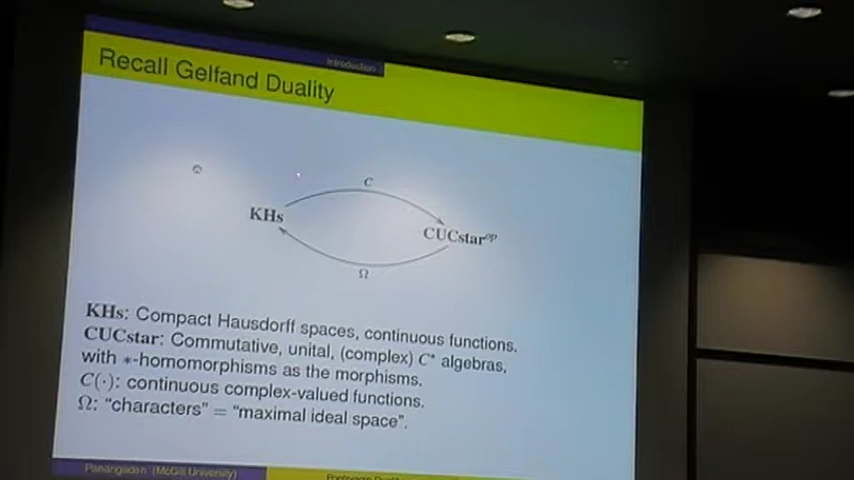 Introduction
Recall Gelfand Duality
C
KHs
CUCstar^op
Ω
KHs: Compact Hausdorff spaces, continuous functions.
CUCstar: Commutative, unital, (complex) C* algebras,
with *-homomorphisms as the morphisms.
C(·): continuous complex-valued functions.
Ω: "characters" = "maximal ideal space".
Panangaden (McGill University)